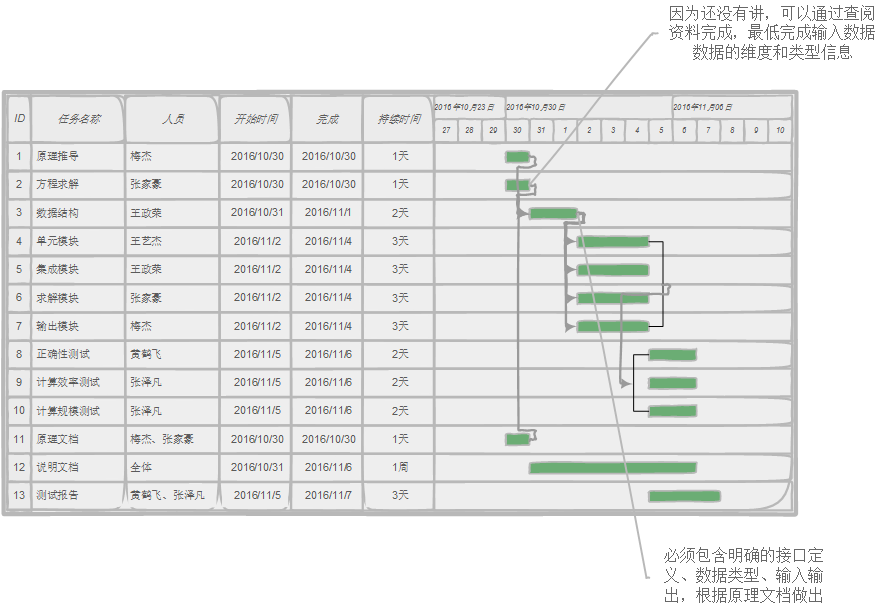 因为还没有讲，可以通过查阅
资料完成，最低完成输入数据
数据的维度和类型信息
ID 任务名称 人员 开始时间 完成 持续时间 2016年10月23日 2016年10月30日 2016年11月06日
27 28 29 30 31 1 2 3 4 5 6 7 8 9 10
1 原理推导 梅杰 2016/10/30 2016/10/30 1天
2 方程求解 张家豪 2016/10/30 2016/10/30 1天
3 数据结构 王政荣 2016/10/31 2016/11/1 2天
4 单元模块 王艺杰 2016/11/2 2016/11/4 3天
5 集成模块 王政荣 2016/11/2 2016/11/4 3天
6 求解模块 张家豪 2016/11/2 2016/11/4 3天
7 输出模块 梅杰 2016/11/2 2016/11/4 3天
8 正确性测试 黄鹤飞 2016/11/5 2016/11/6 2天
9 计算效率测试 张泽凡 2016/11/5 2016/11/6 2天
10 计算规模测试 张泽凡 2016/11/5 2016/11/6 2天
11 原理文档 梅杰、张家豪 2016/10/30 2016/10/30 1天
12 说明文档 全体 2016/10/31 2016/11/6 1周
13 测试报告 黄鹤飞、张泽凡 2016/11/5 2016/11/7 3天
必须包含明确的接口定
义、数据类型、输入输
出，根据原理文档做出